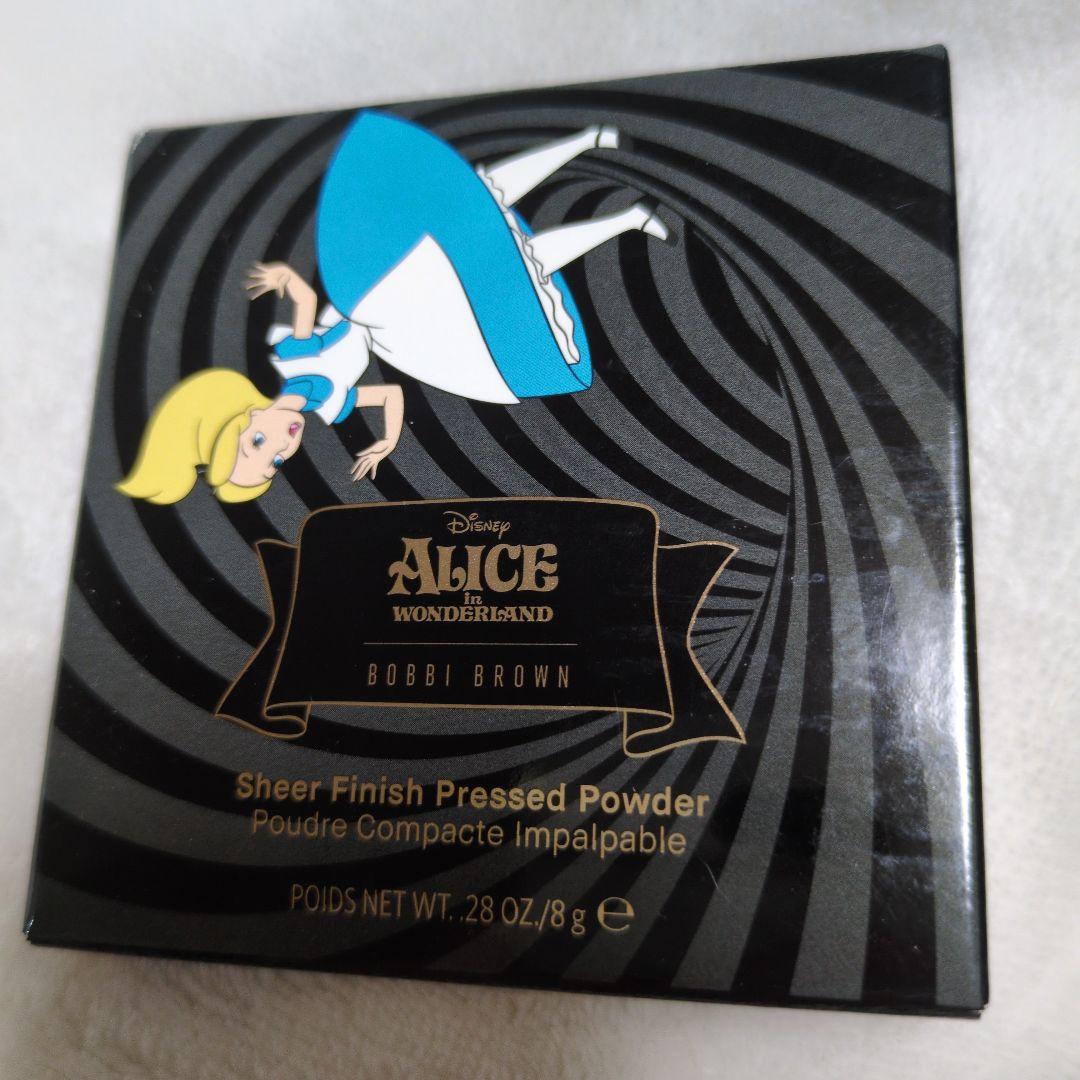 Disney
ALICE
in
WONDERLAND
BOBBI BROWN
Sheer Finish Pressed Powder
Poudre Compacte Impalpable
POIDS NET WT. .28 OZ./8 g ℮